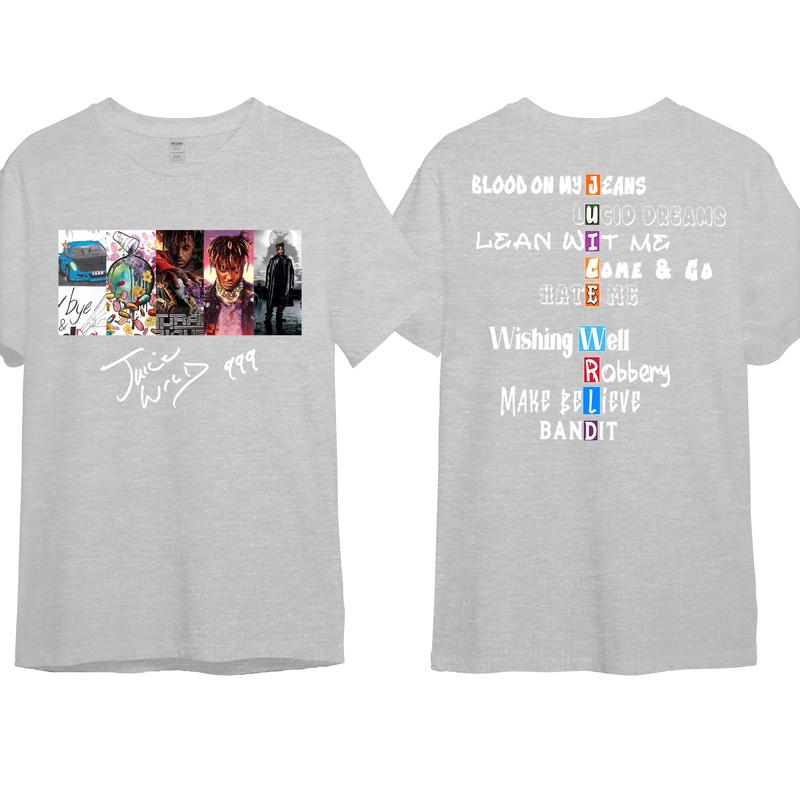 bye
&
Juice
WRLD 999
BLOOD ON MY JEANS
LUCID DREAMS
LEAN WIT ME
COME & GO
HATE ME
Wishing Well
Robbery
MAKE BELIEVE
BANDIT